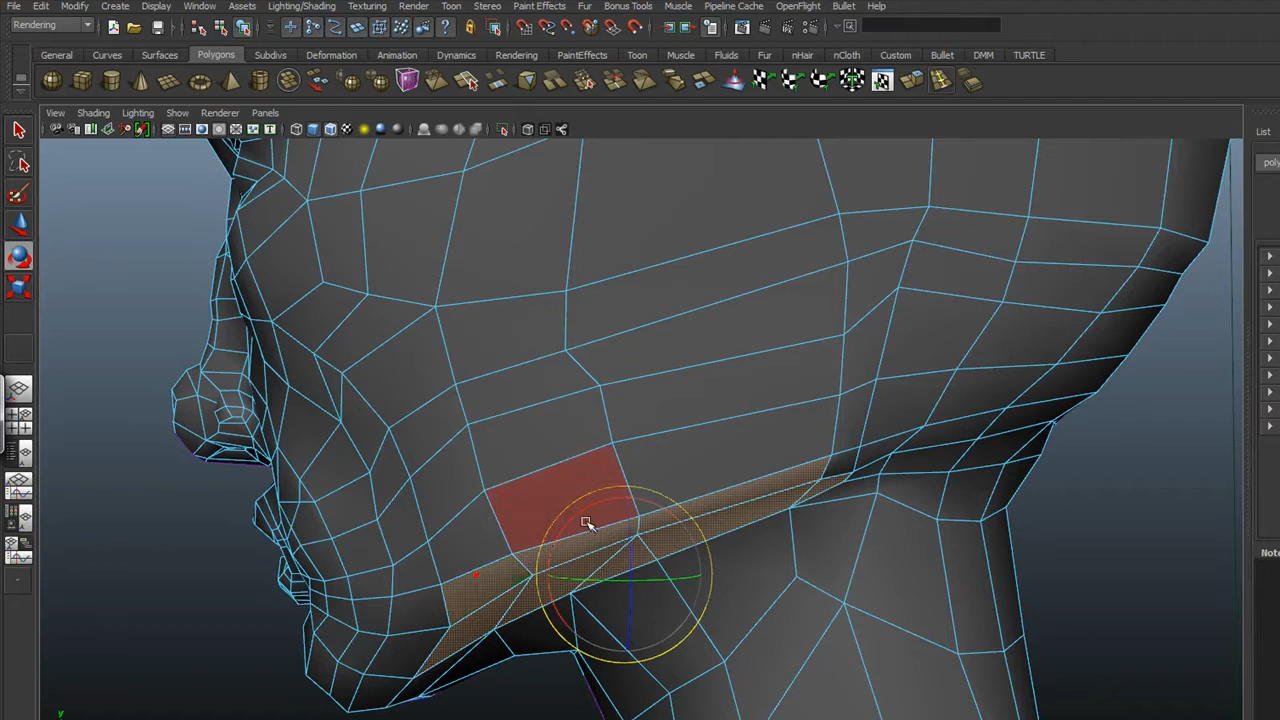 File Edit Modify Create Display Window Assets Lighting/Shading Texturing Render Toon Stereo Paint Effects Fur Bonus Tools Muscle Pipeline Cache OpenFlight Bullet Help
Rendering
General Curves Surfaces Polygons Subdivs Deformation Animation Dynamics Rendering PaintEffects Toon Muscle Fluids Fur nHair nCloth Custom Bullet DMM TURTLE
View Shading Lighting Show Renderer Panels
List
poly
Note
y